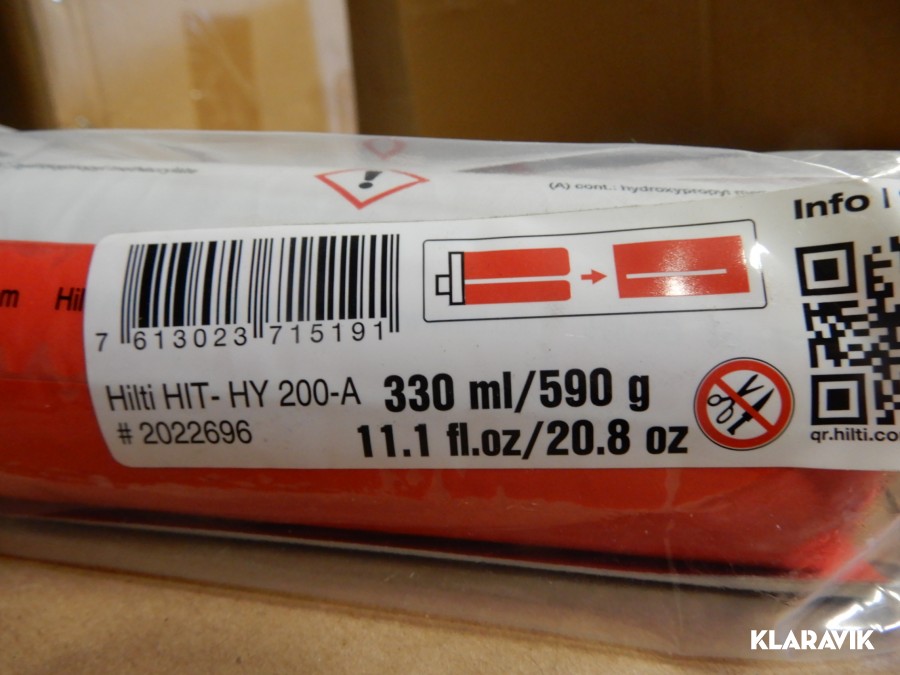 (A) cont.: hydroxypropyl
Info
m Hil
7 613023 715191
Hilti HIT- HY 200-A
# 2022696
330 ml/590 g
11.1 fl.oz/20.8 oz
qr.hilti.co
KLARAVIK